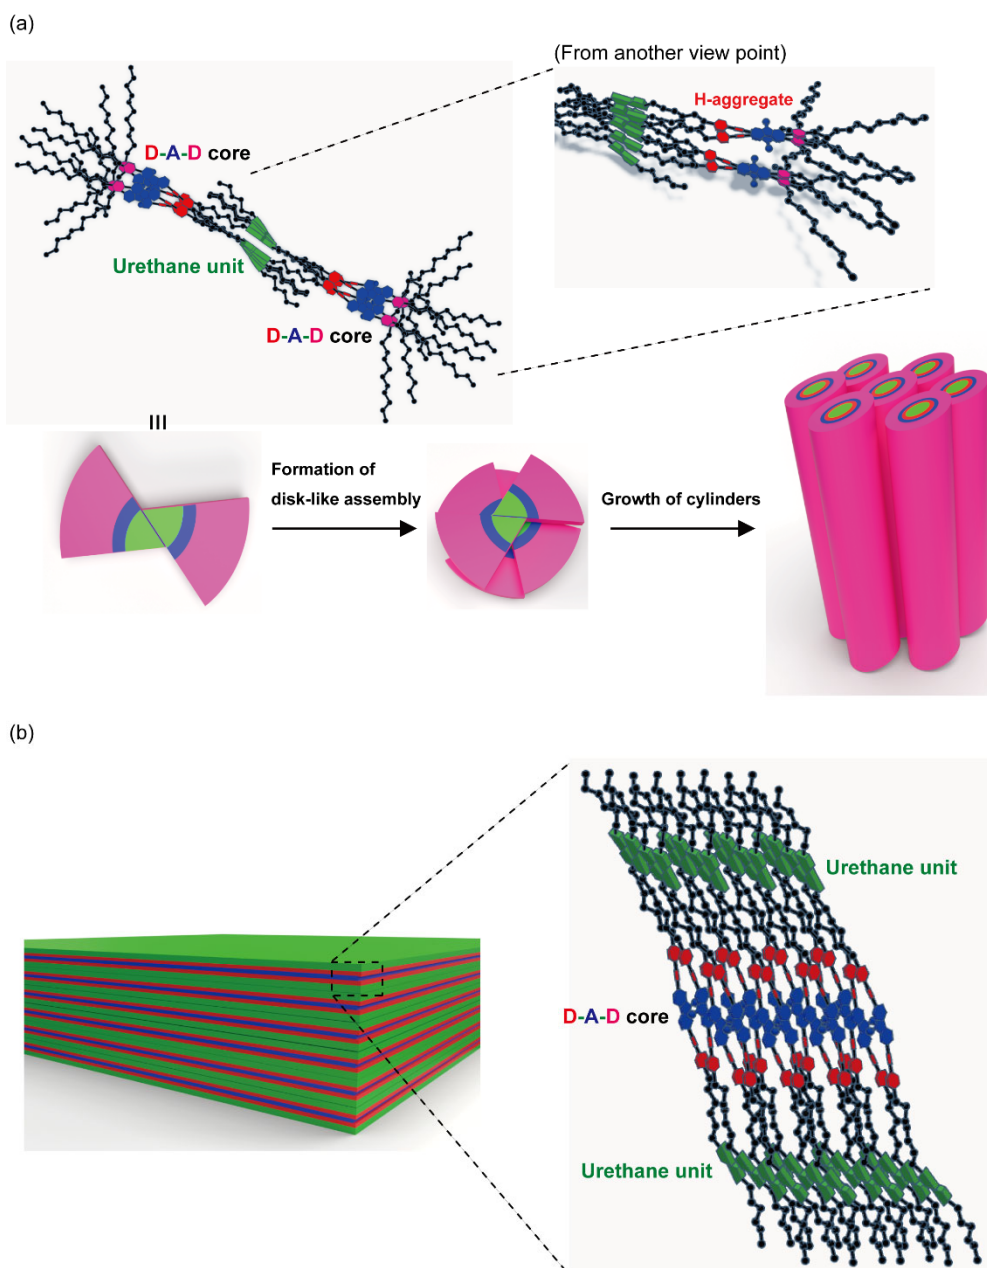 (a)
(From another view point)
H-aggregate
D-A-D core
Urethane unit
D-A-D core
III
Formation of
disk-like assembly
Growth of cylinders
(b)
Urethane unit
D-A-D core
Urethane unit